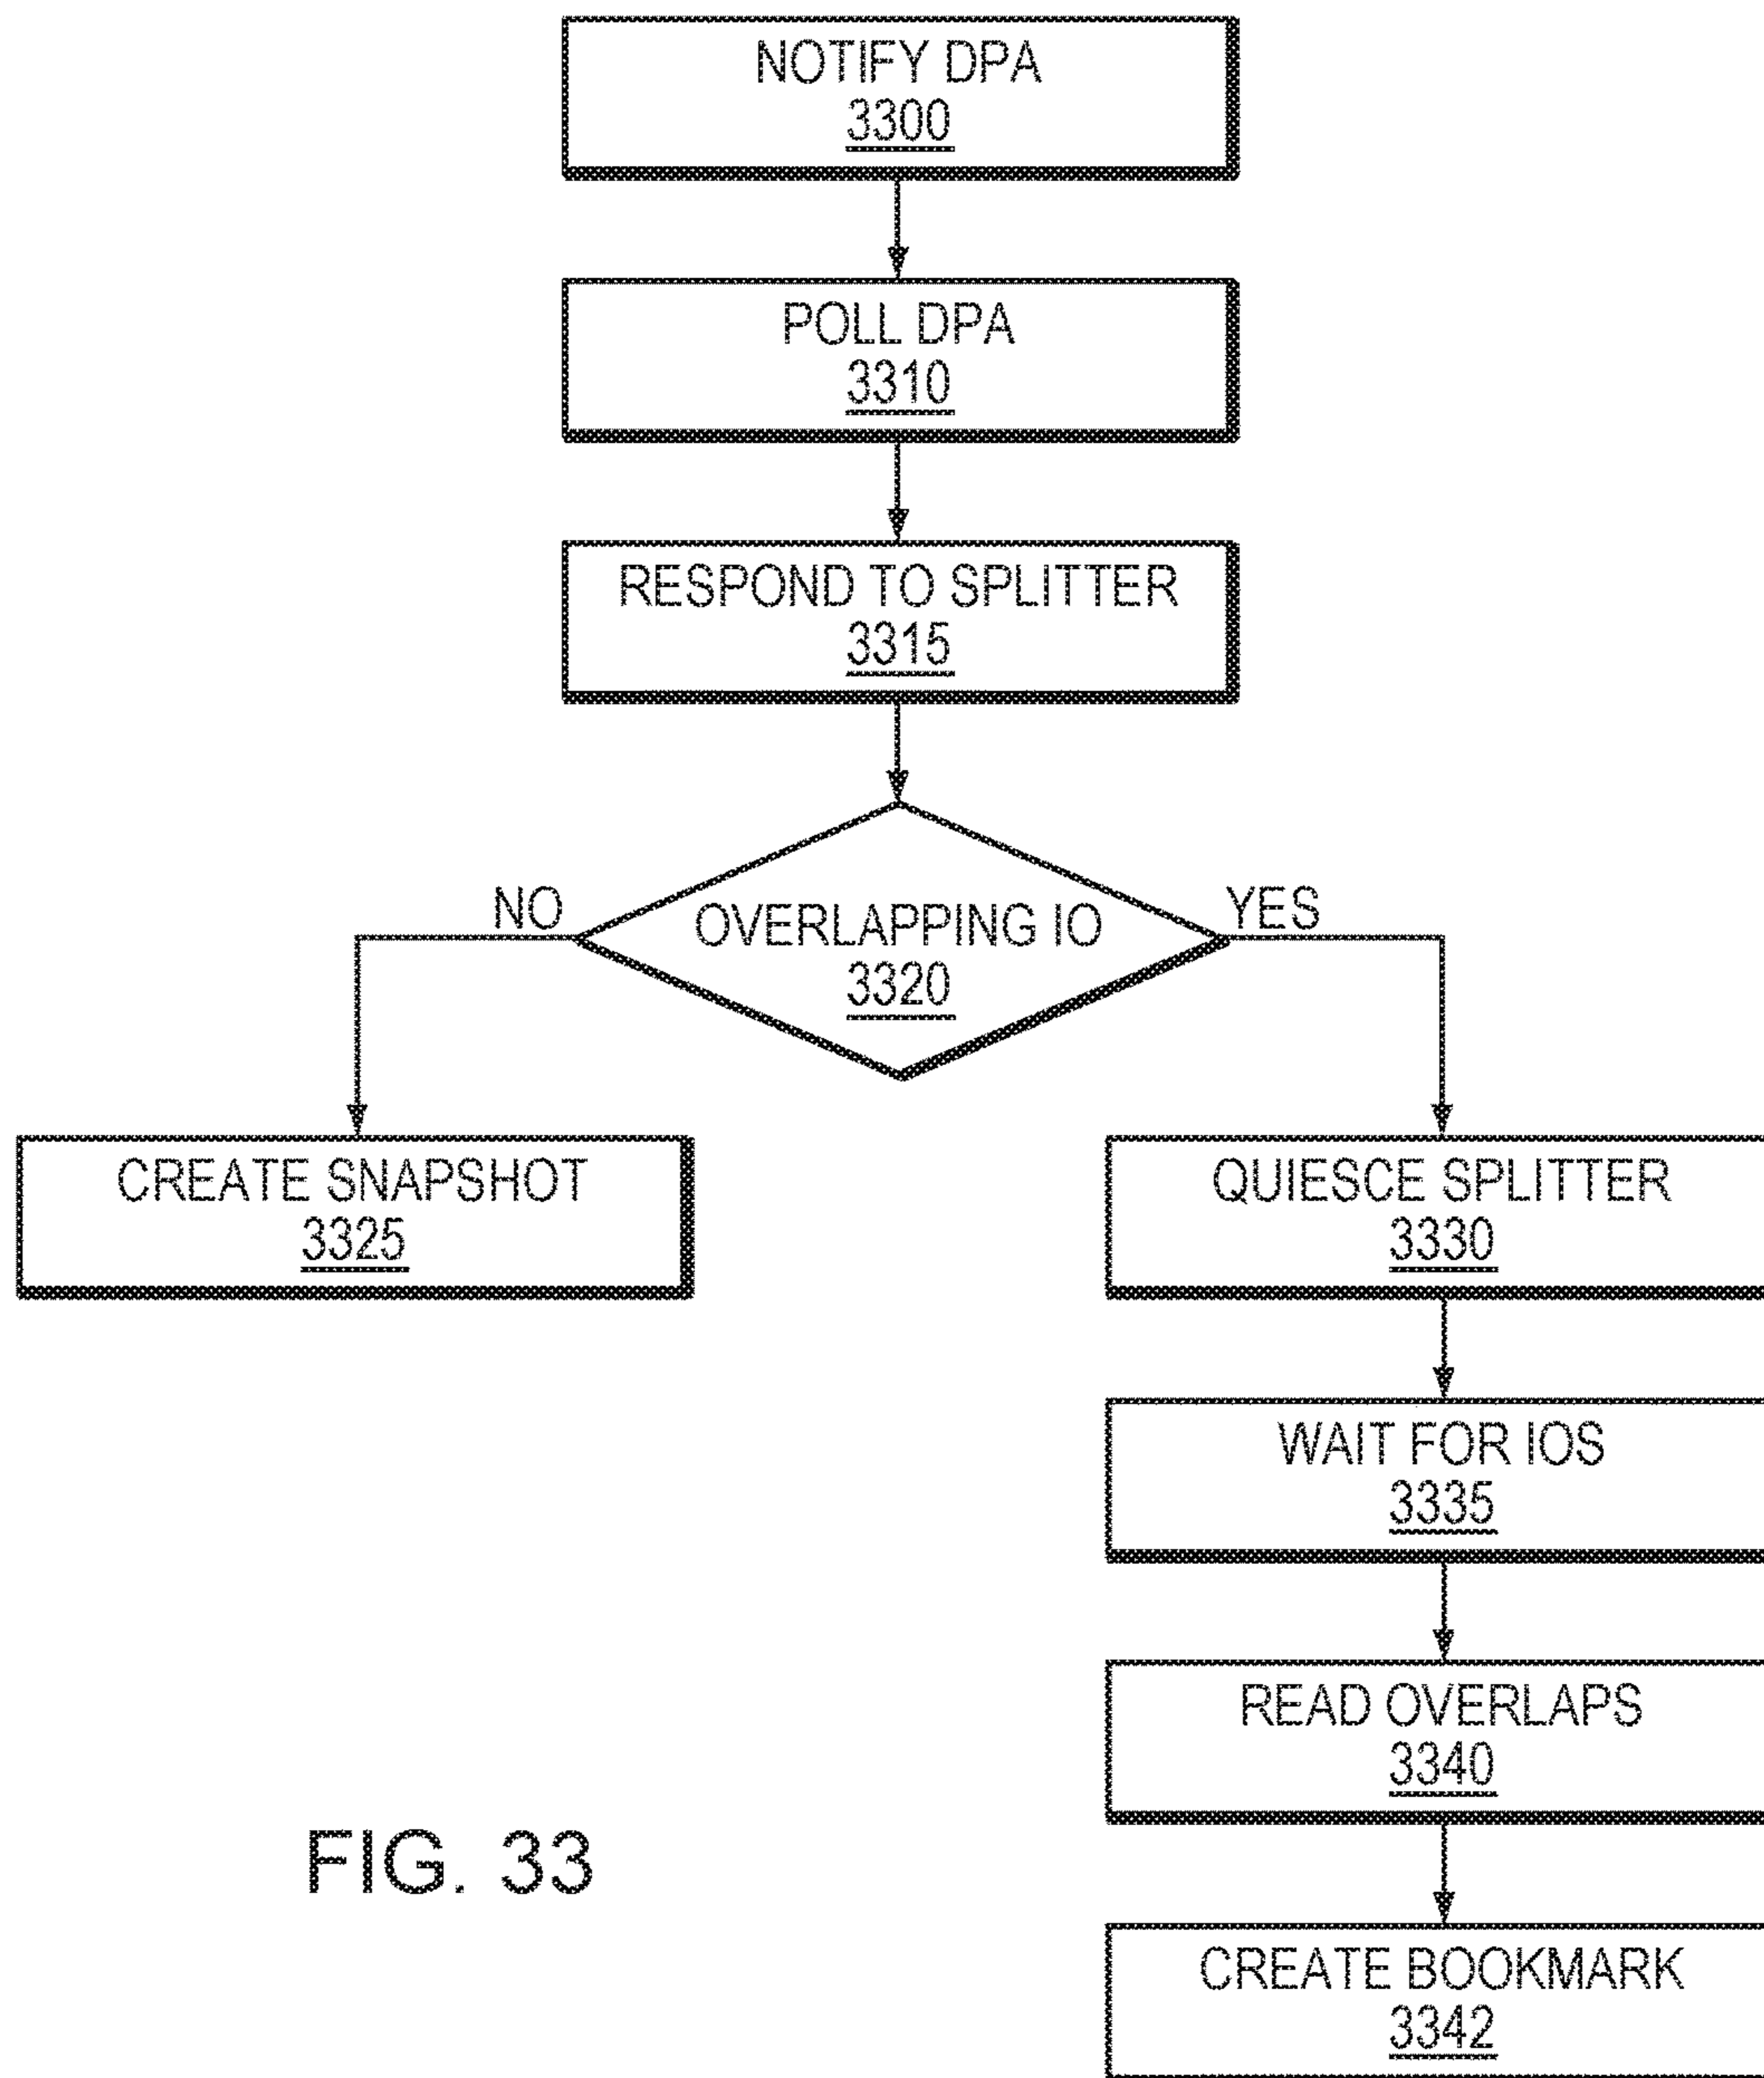 NOTIFY DPA
3300
POLL DPA
3310
RESPOND TO SPLITTER
3315
NO
YES
OVERLAPPING IO
3320
CREATE SNAPSHOT
3325
QUIESCE SPLITTER
3330
WAIT FOR IOS
3335
READ OVERLAPS
3340
CREATE BOOKMARK
3342
FIG. 33